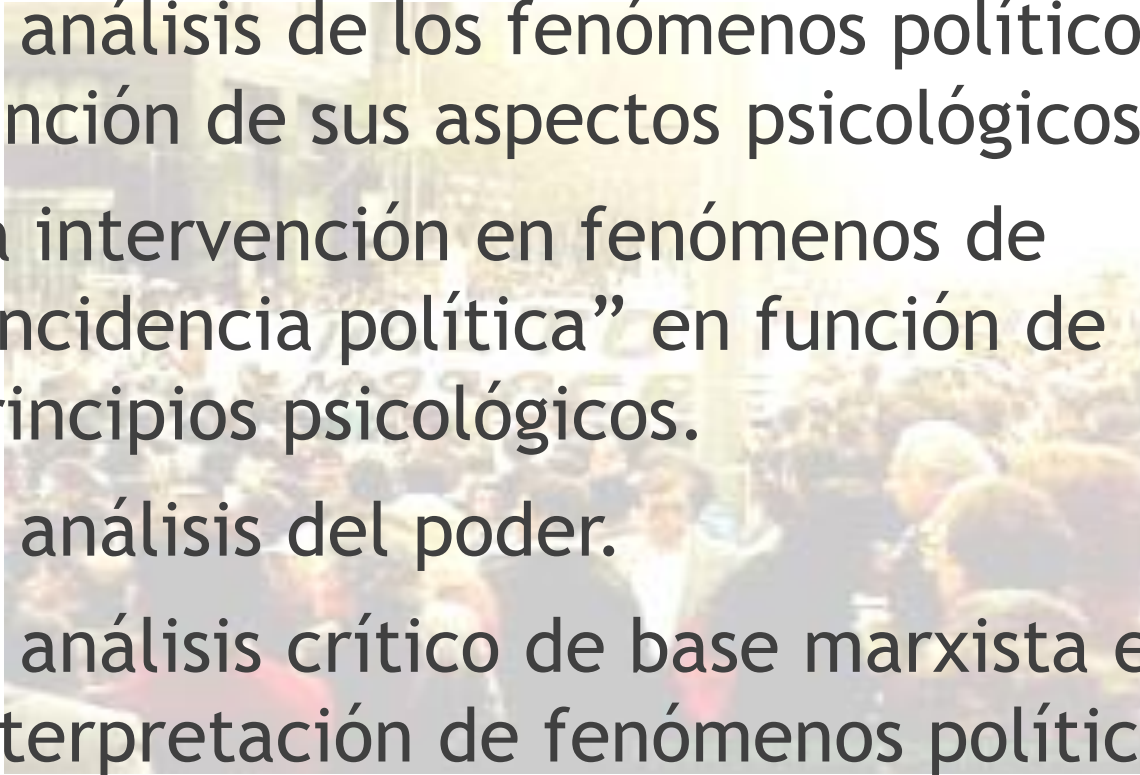 análisis de los fenómenos político
nción de sus aspectos psicológicos
intervención en fenómenos de
ncidencia política” en función de
rincipios psicológicos.
análisis del poder.
análisis crítico de base marxista e
terpretación de fenómenos polític